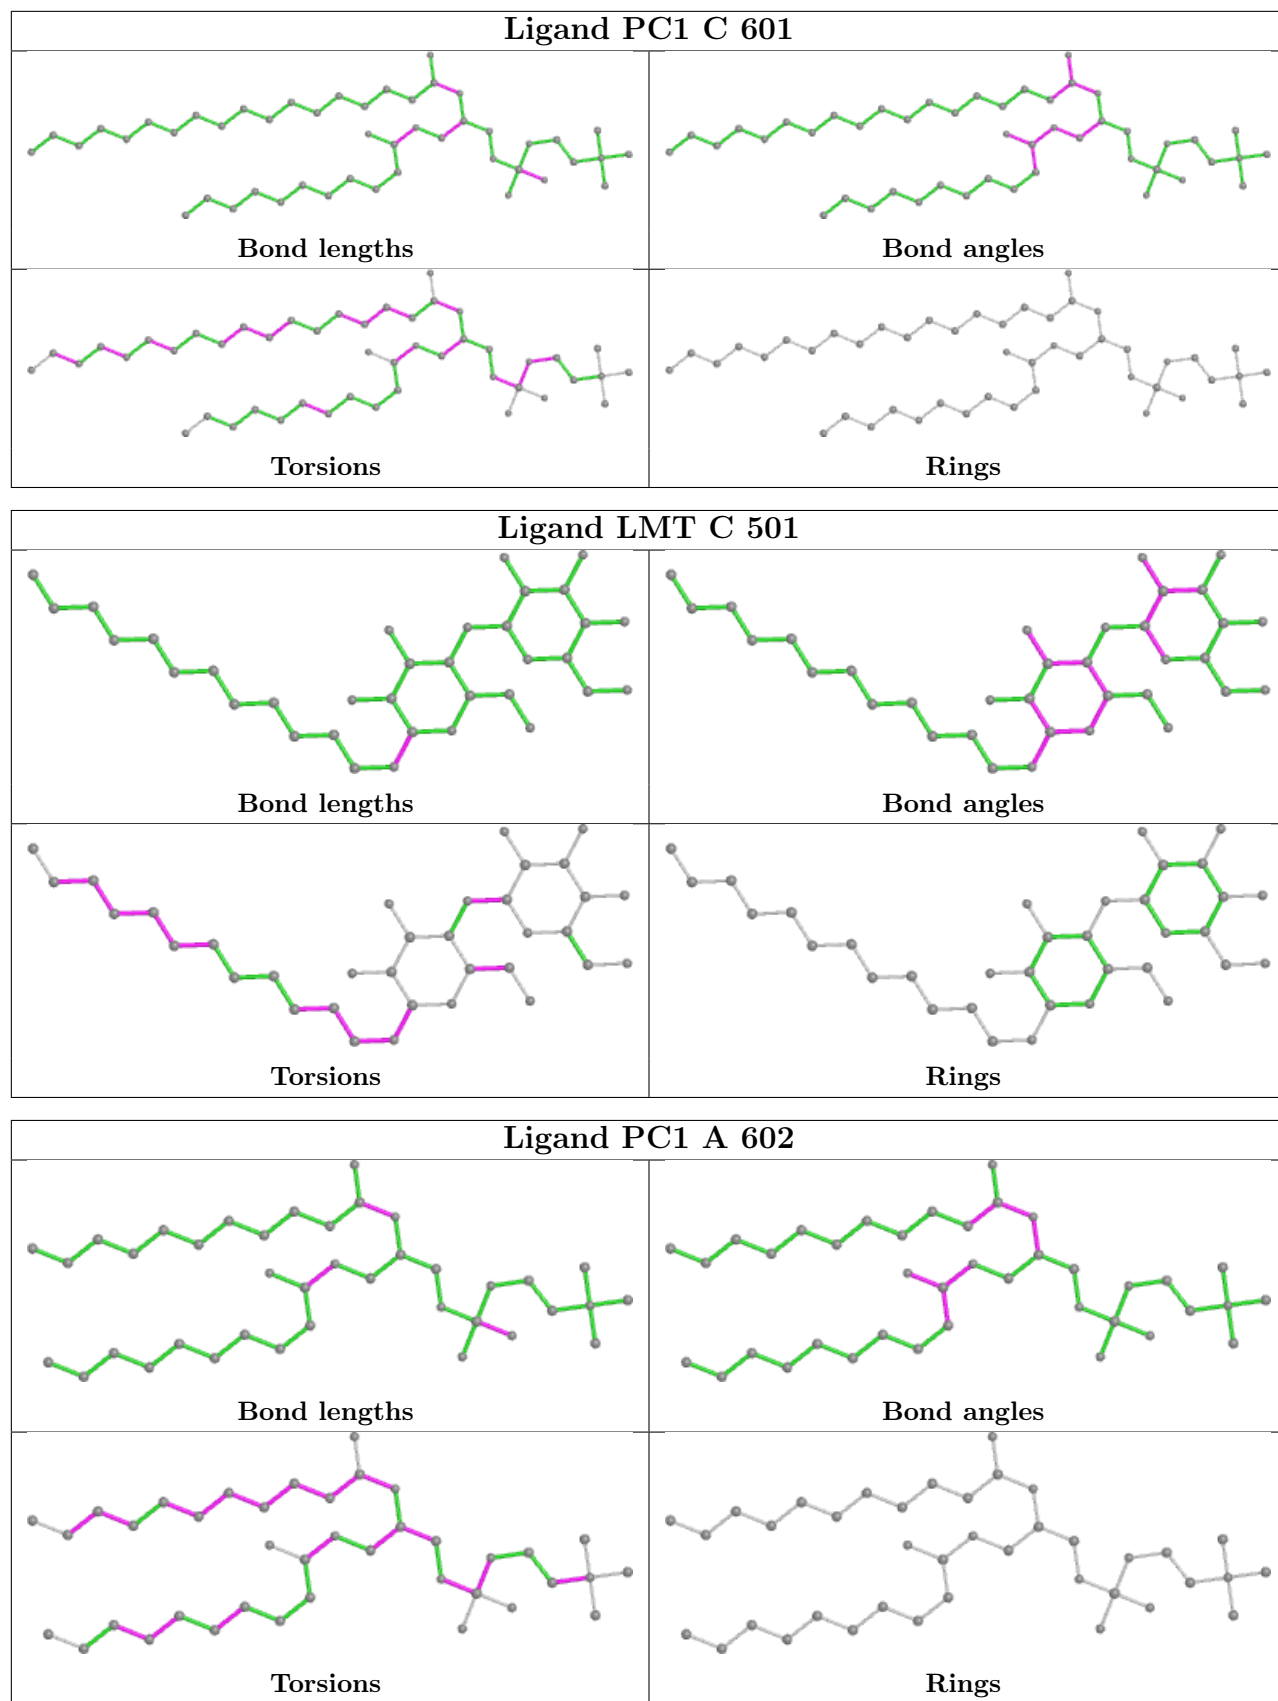 Ligand PC1 C 601
Bond lengths
Bond angles
Torsions
Rings
Ligand LMT C 501
Bond lengths
Bond angles
Torsions
Rings
Ligand PC1 A 602
Bond lengths
Bond angles
Torsions
Rings